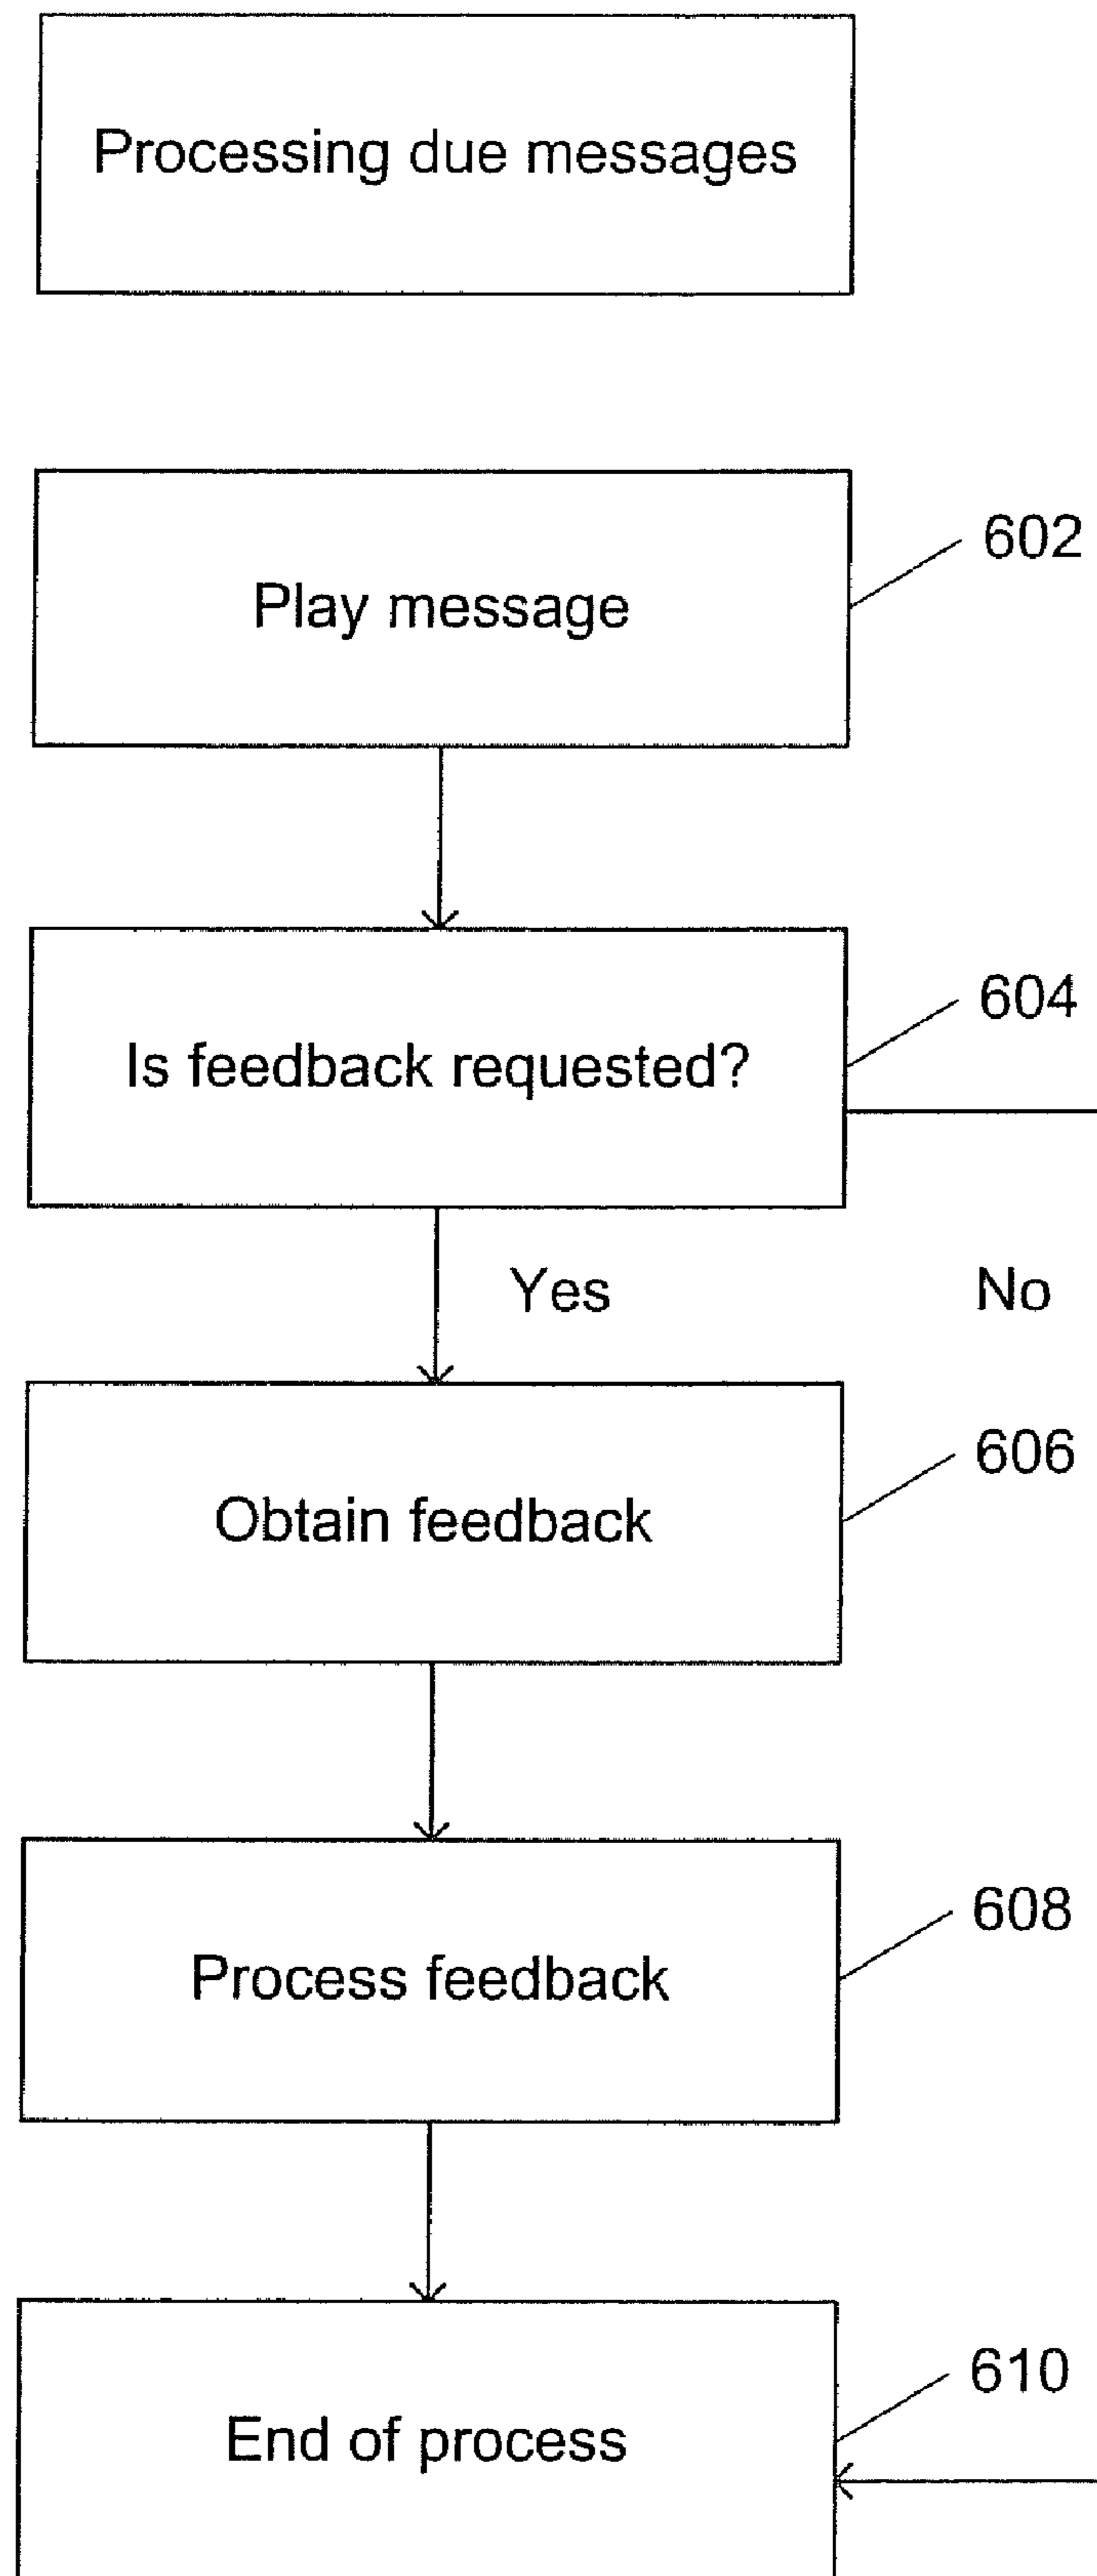 Processing due messages
602
Play message
604
Is feedback requested?
Yes
No
606
Obtain feedback
608
Process feedback
610
End of process